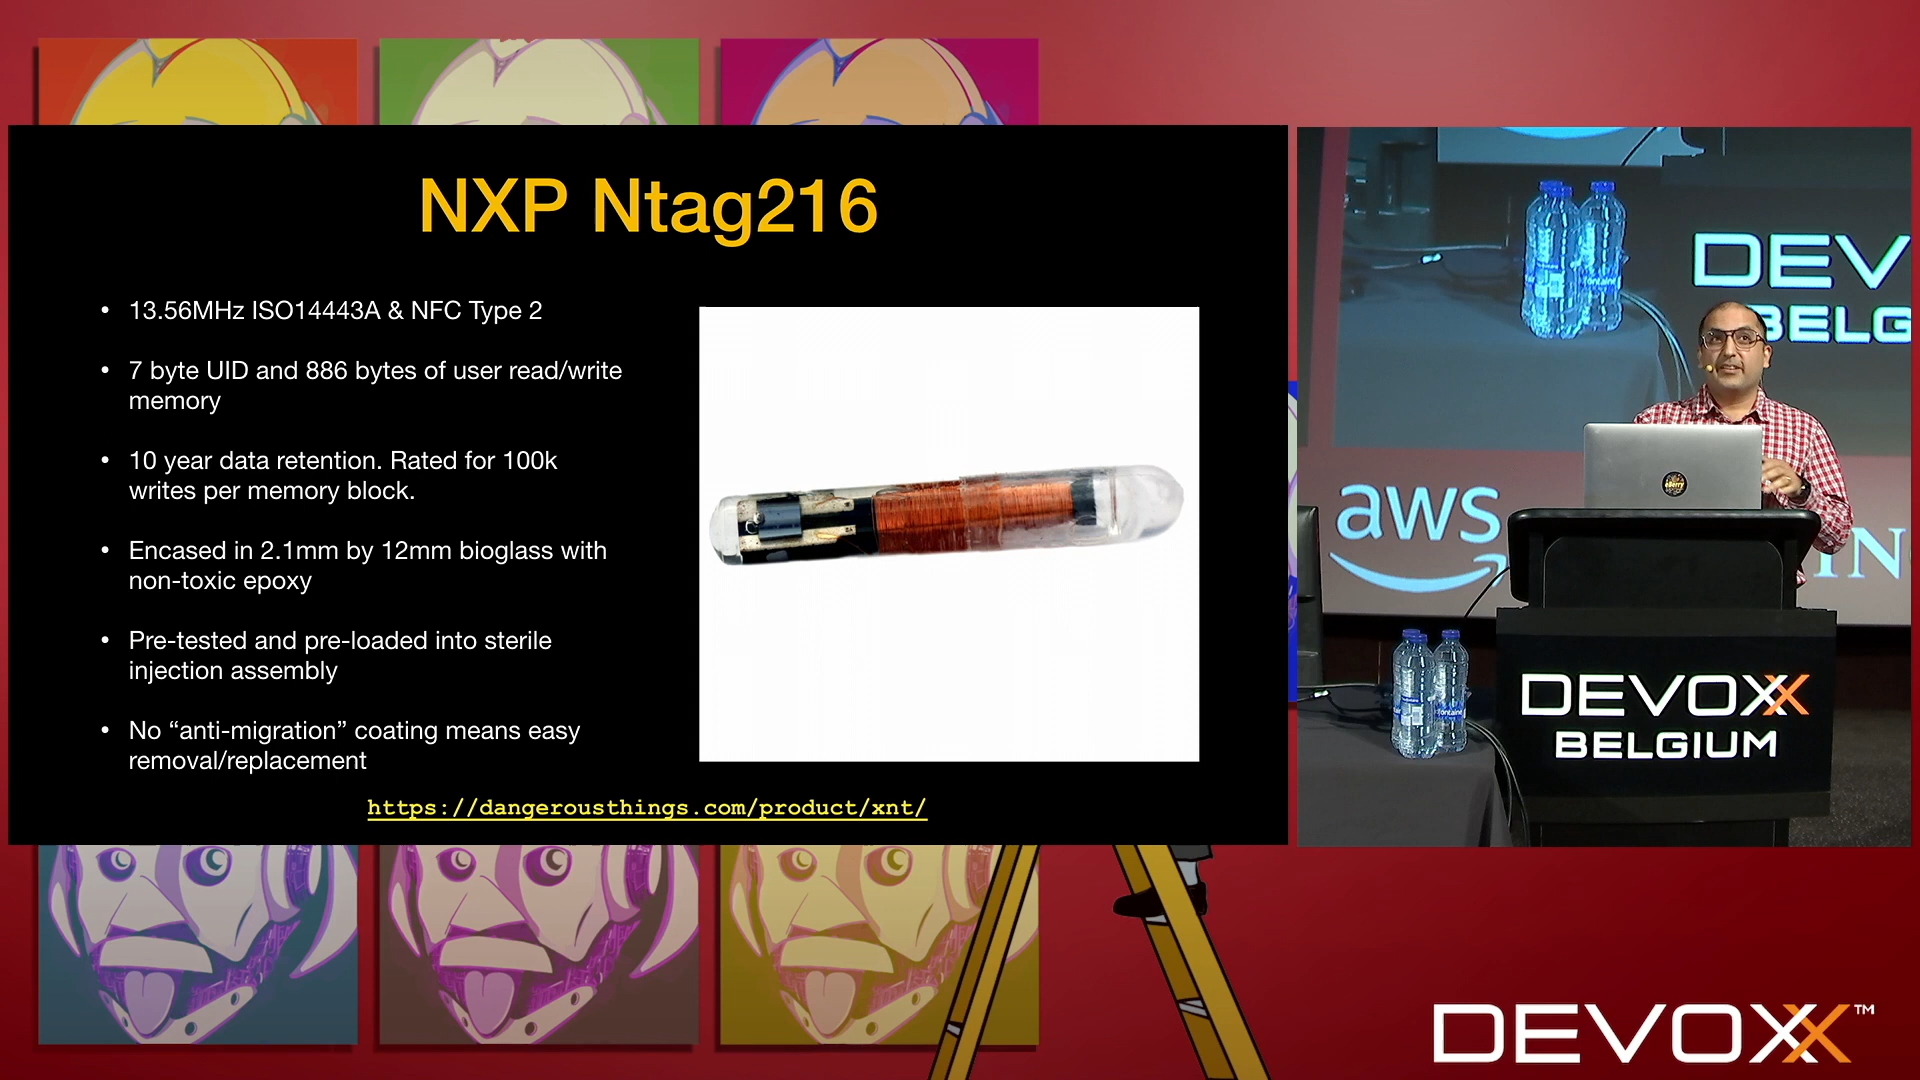 NXP Ntag216
• 13.56MHz ISO14443A & NFC Type 2
• 7 byte UID and 886 bytes of user read/write
memory
• 10 year data retention. Rated for 100k
writes per memory block.
• Encased in 2.1mm by 12mm bioglass with
non-toxic epoxy
• Pre-tested and pre-loaded into sterile
injection assembly
• No “anti-migration” coating means easy
removal/replacement
https://dangerousthings.com/product/xnt/
DEV
BELG
aws
IN
DEVOXX
BELGIUM
DEVOXX™